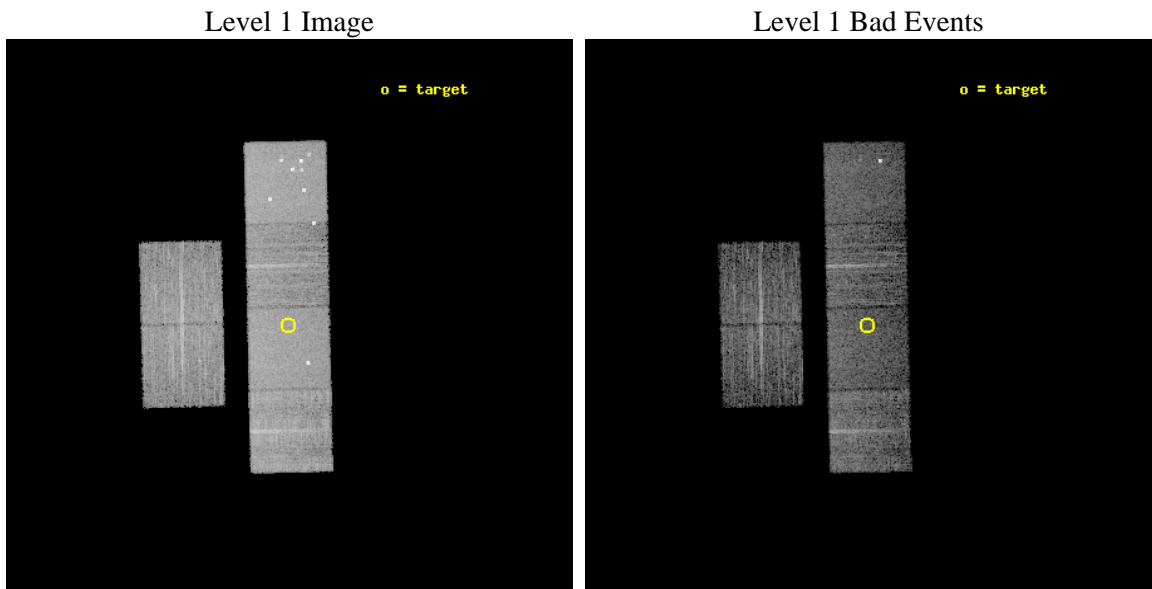 Level 1 Image
Level 1 Bad Events
o = target
o = target